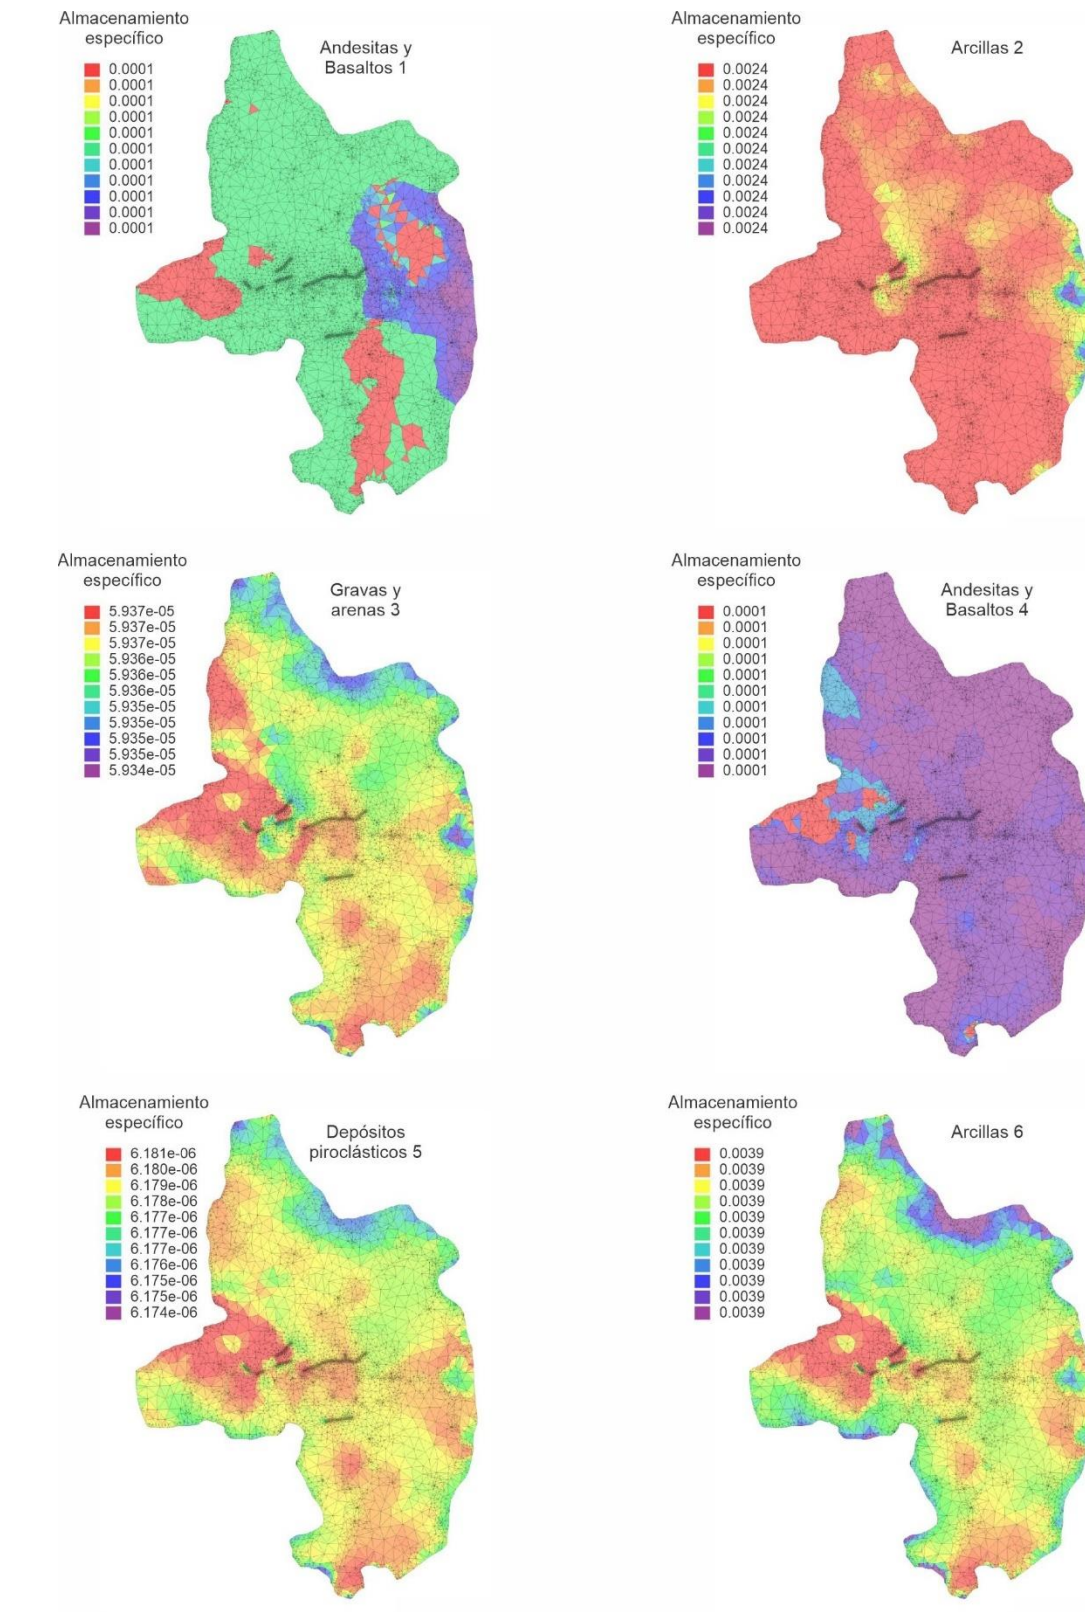 Almacenamiento
específico
0.0001
0.0001
0.0001
0.0001
0.0001
0.0001
0.0001
0.0001
0.0001
0.0001
0.0001
Andesitas y
Basaltos 1
Almacenamiento
específico
0.0024
0.0024
0.0024
0.0024
0.0024
0.0024
0.0024
0.0024
0.0024
0.0024
0.0024
Arcillas 2
Almacenamiento
específico
5.937e-05
5.937e-05
5.937e-05
5.936e-05
5.936e-05
5.936e-05
5.935e-05
5.935e-05
5.935e-05
5.935e-05
5.934e-05
Gravas y
arenas 3
Almacenamiento
específico
0.0001
0.0001
0.0001
0.0001
0.0001
0.0001
0.0001
0.0001
0.0001
0.0001
0.0001
Andesitas y
Basaltos 4
Almacenamiento
específico
6.181e-06
6.180e-06
6.179e-06
6.178e-06
6.177e-06
6.177e-06
6.177e-06
6.176e-06
6.175e-06
6.175e-06
6.174e-06
Depósitos
piroclásticos 5
Almacenamiento
específico
0.0039
0.0039
0.0039
0.0039
0.0039
0.0039
0.0039
0.0039
0.0039
0.0039
0.0039
Arcillas 6